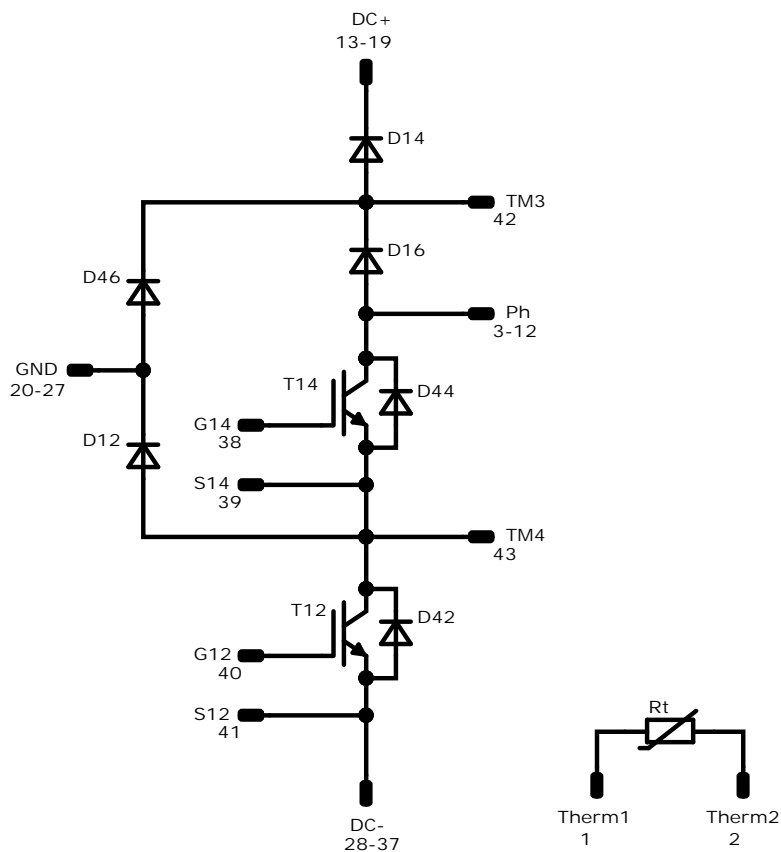 DC+
13-19
D14
TM3
42
D16
D46
Ph
3-12
GND
20-27
T14
D44
G14
38
D12
S14
39
TM4
43
T12
D42
G12
40
S12
41
Rt
DC-
28-37
Therm1
1
Therm2
2